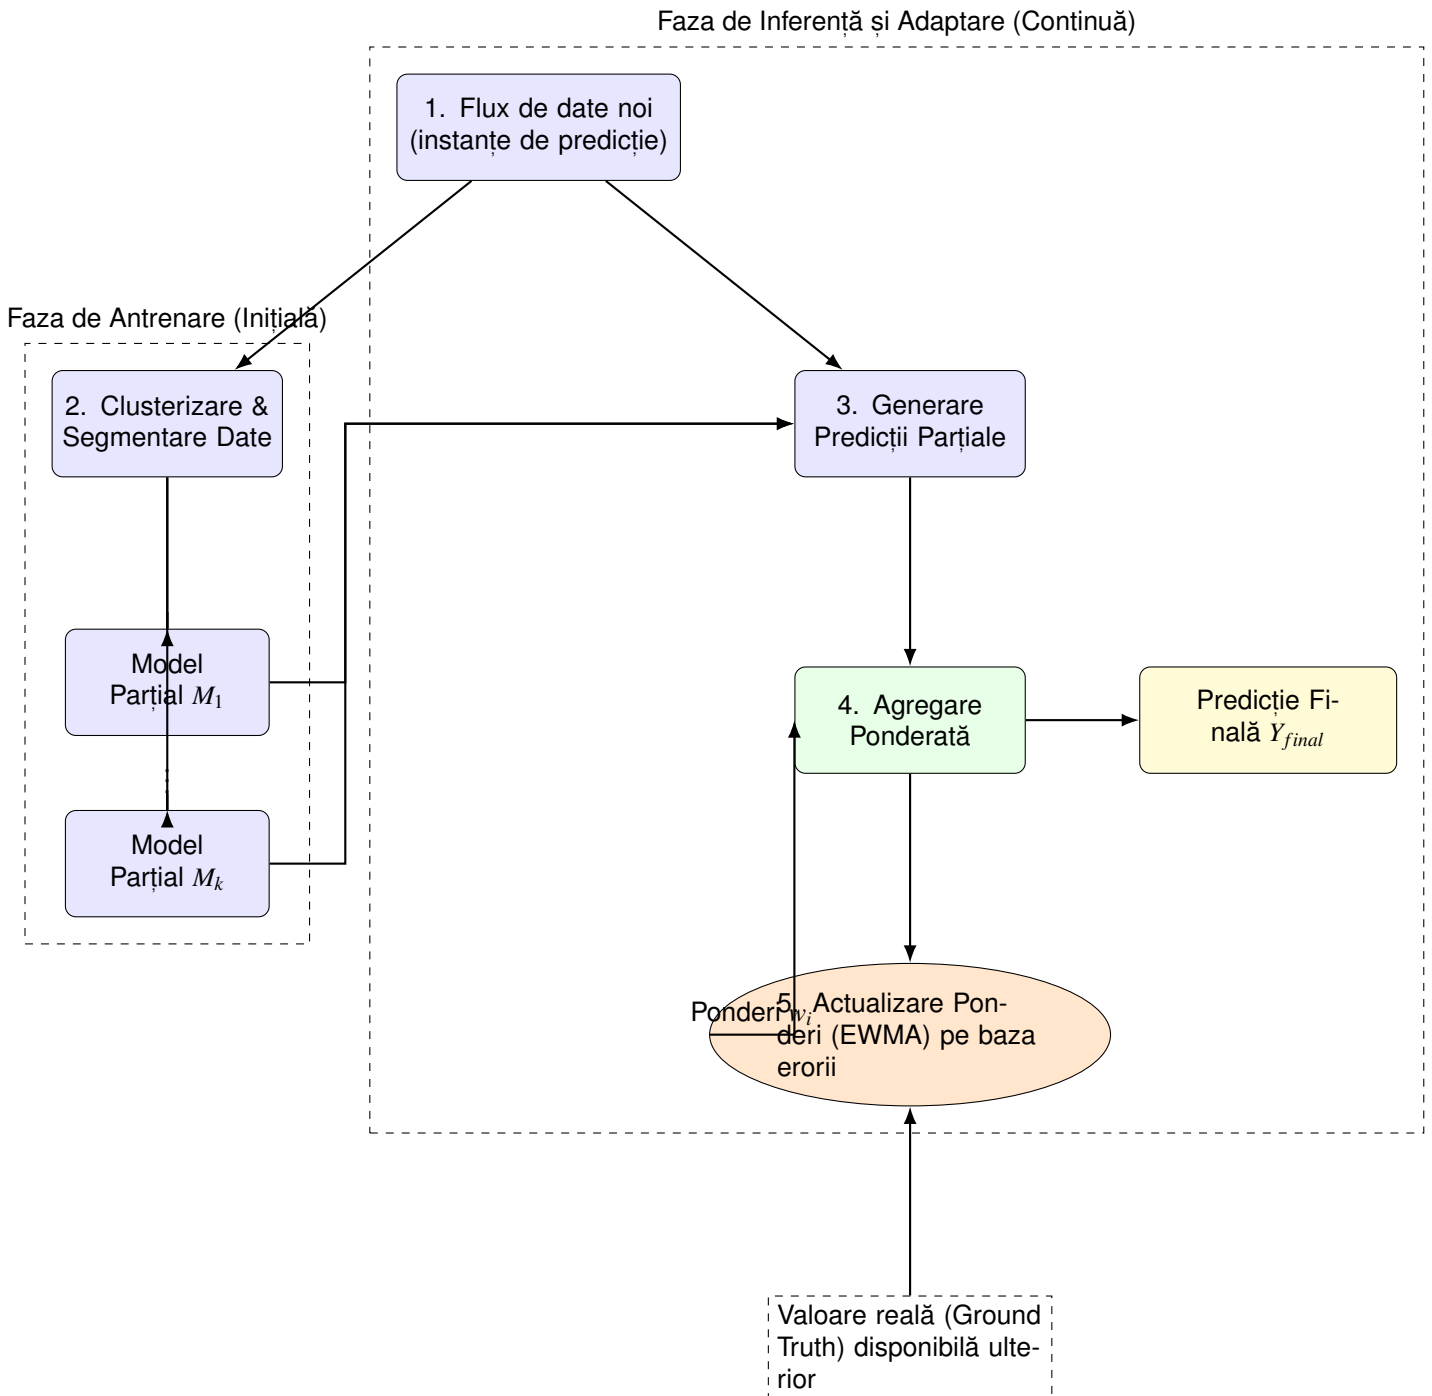 Faza de Inferență și Adaptare (Continuă)
1. Flux de date noi
(instanțe de predicție)
Faza de Antrenare (Inițială)
2. Clusterizare &
Segmentare Date
3. Generare
Predicții Parțiale
Model
Parțial M₁
4. Agregare
Ponderată
Predicție Fi-
nală Y_final
⋮
Model
Parțial Mₖ
Ponderi wᵢ
5. Actualizare Pon-
deri (EWMA) pe baza
erorii
Valoare reală (Ground
Truth) disponibilă ulte-
rior